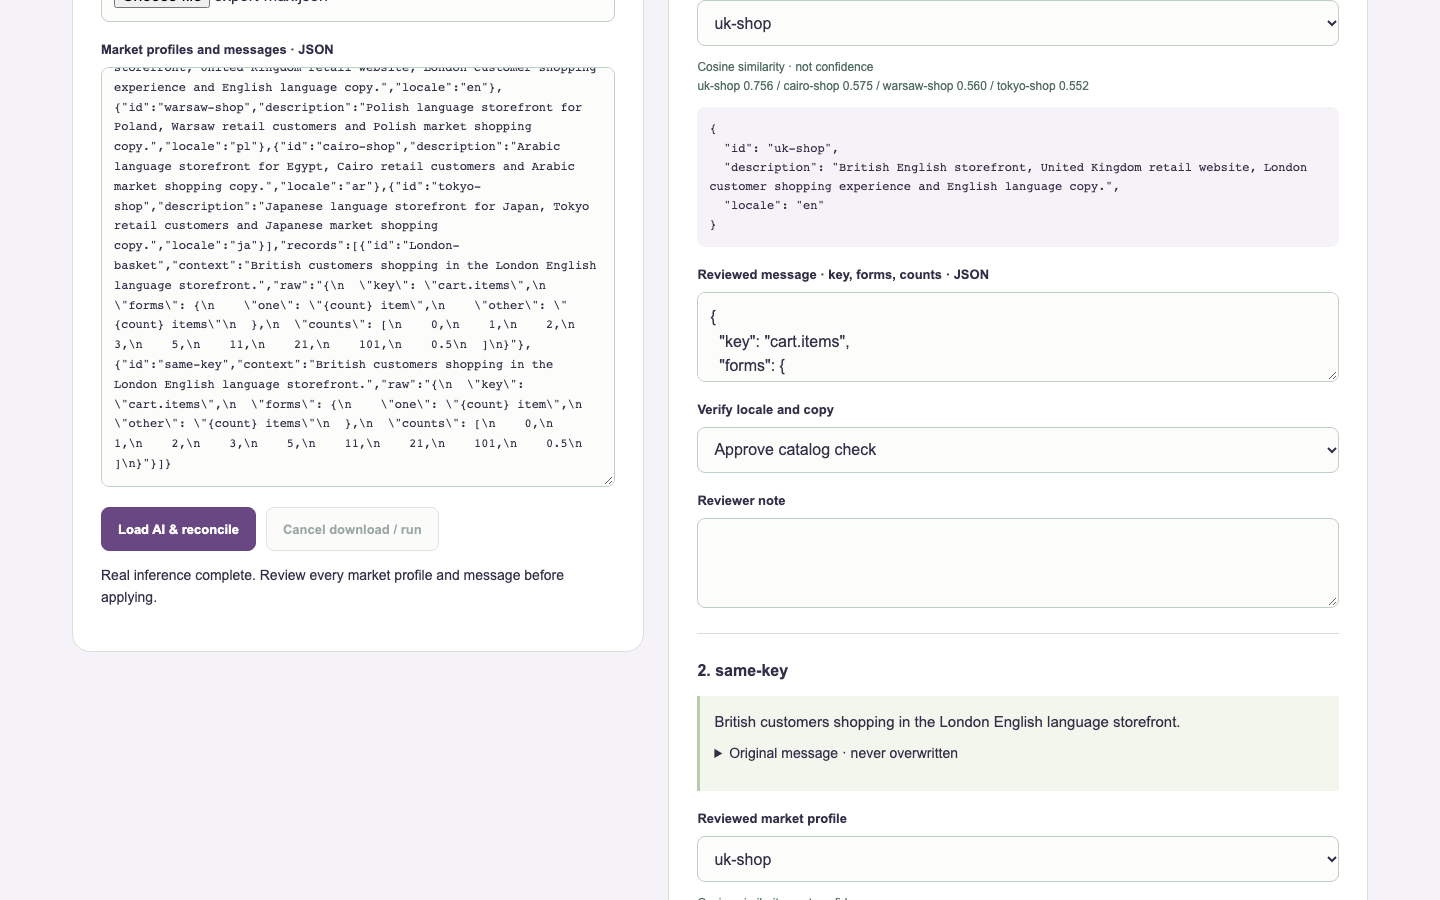 Market profiles and messages · JSON
storefront, United Kingdom retail website, London customer shopping
experience and English language copy.","locale":"en"},
{"id":"warsaw-shop","description":"Polish language storefront for
Poland, Warsaw retail customers and Polish market shopping
copy.","locale":"pl"},{"id":"cairo-shop","description":"Arabic
language storefront for Egypt, Cairo retail customers and Arabic
market shopping copy.","locale":"ar"},{"id":"tokyo-
shop","description":"Japanese language storefront for Japan, Tokyo
retail customers and Japanese market shopping
copy.","locale":"ja"}],"records":[{"id":"London-
basket","context":"British customers shopping in the London English
language storefront.","raw":"{\n  \"key\": \"cart.items\",\n
\"forms\": {\n    \"one\": \"{count} item\",\n    \"other\": \"
{count} items\"\n  },\n  \"counts\": [\n    0,\n    1,\n    2,\n
3,\n    5,\n    11,\n    21,\n    101,\n    0.5\n  ]\n}"},
{"id":"same-key","context":"British customers shopping in the
London English language storefront.","raw":"{\n  \"key\":
\"cart.items\",\n  \"forms\": {\n    \"one\": \"{count} item\",\n
\"other\": \"{count} items\"\n  },\n  \"counts\": [\n    0,\n
1,\n    2,\n    3,\n    5,\n    11,\n    21,\n    101,\n    0.5\n
]\n}"}]}
Load AI & reconcile
Cancel download / run
Real inference complete. Review every market profile and message before
applying.
uk-shop
Cosine similarity · not confidence
uk-shop 0.756 / cairo-shop 0.575 / warsaw-shop 0.560 / tokyo-shop 0.552
{
"id": "uk-shop",
"description": "British English storefront, United Kingdom retail website, London
customer shopping experience and English language copy.",
"locale": "en"
}
Reviewed message · key, forms, counts · JSON
{
"key": "cart.items",
"forms": {
Verify locale and copy
Approve catalog check
Reviewer note
2. same-key
British customers shopping in the London English language storefront.
▶ Original message · never overwritten
Reviewed market profile
uk-shop